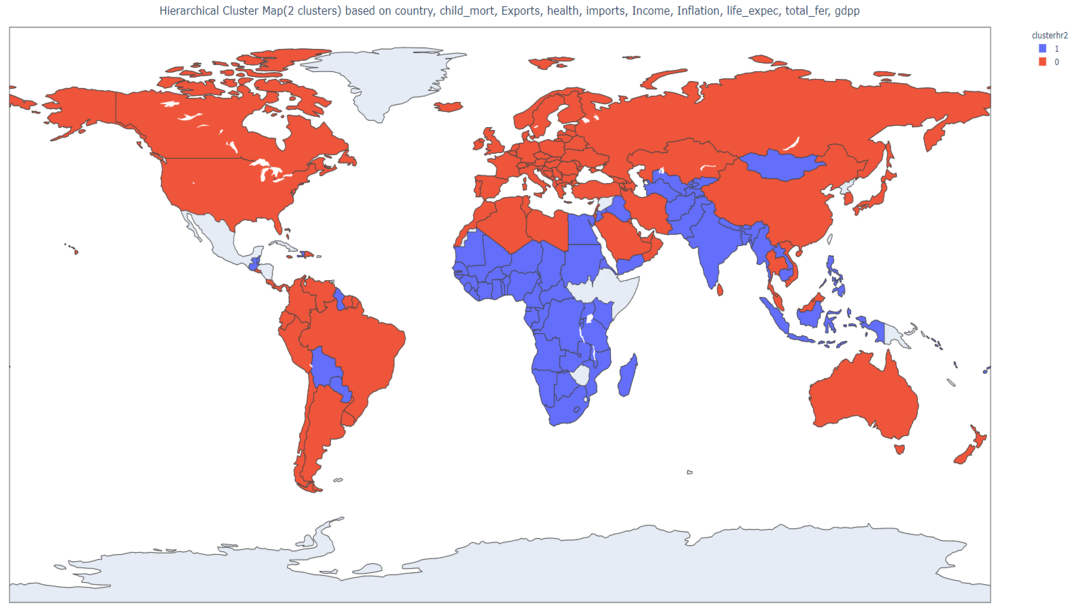 Hierarchical Cluster Map(2 clusters) based on country, child_mort, Exports, health, imports, Income, Inflation, life_expec, total_fer, gdpp
clusterhr2
1
0